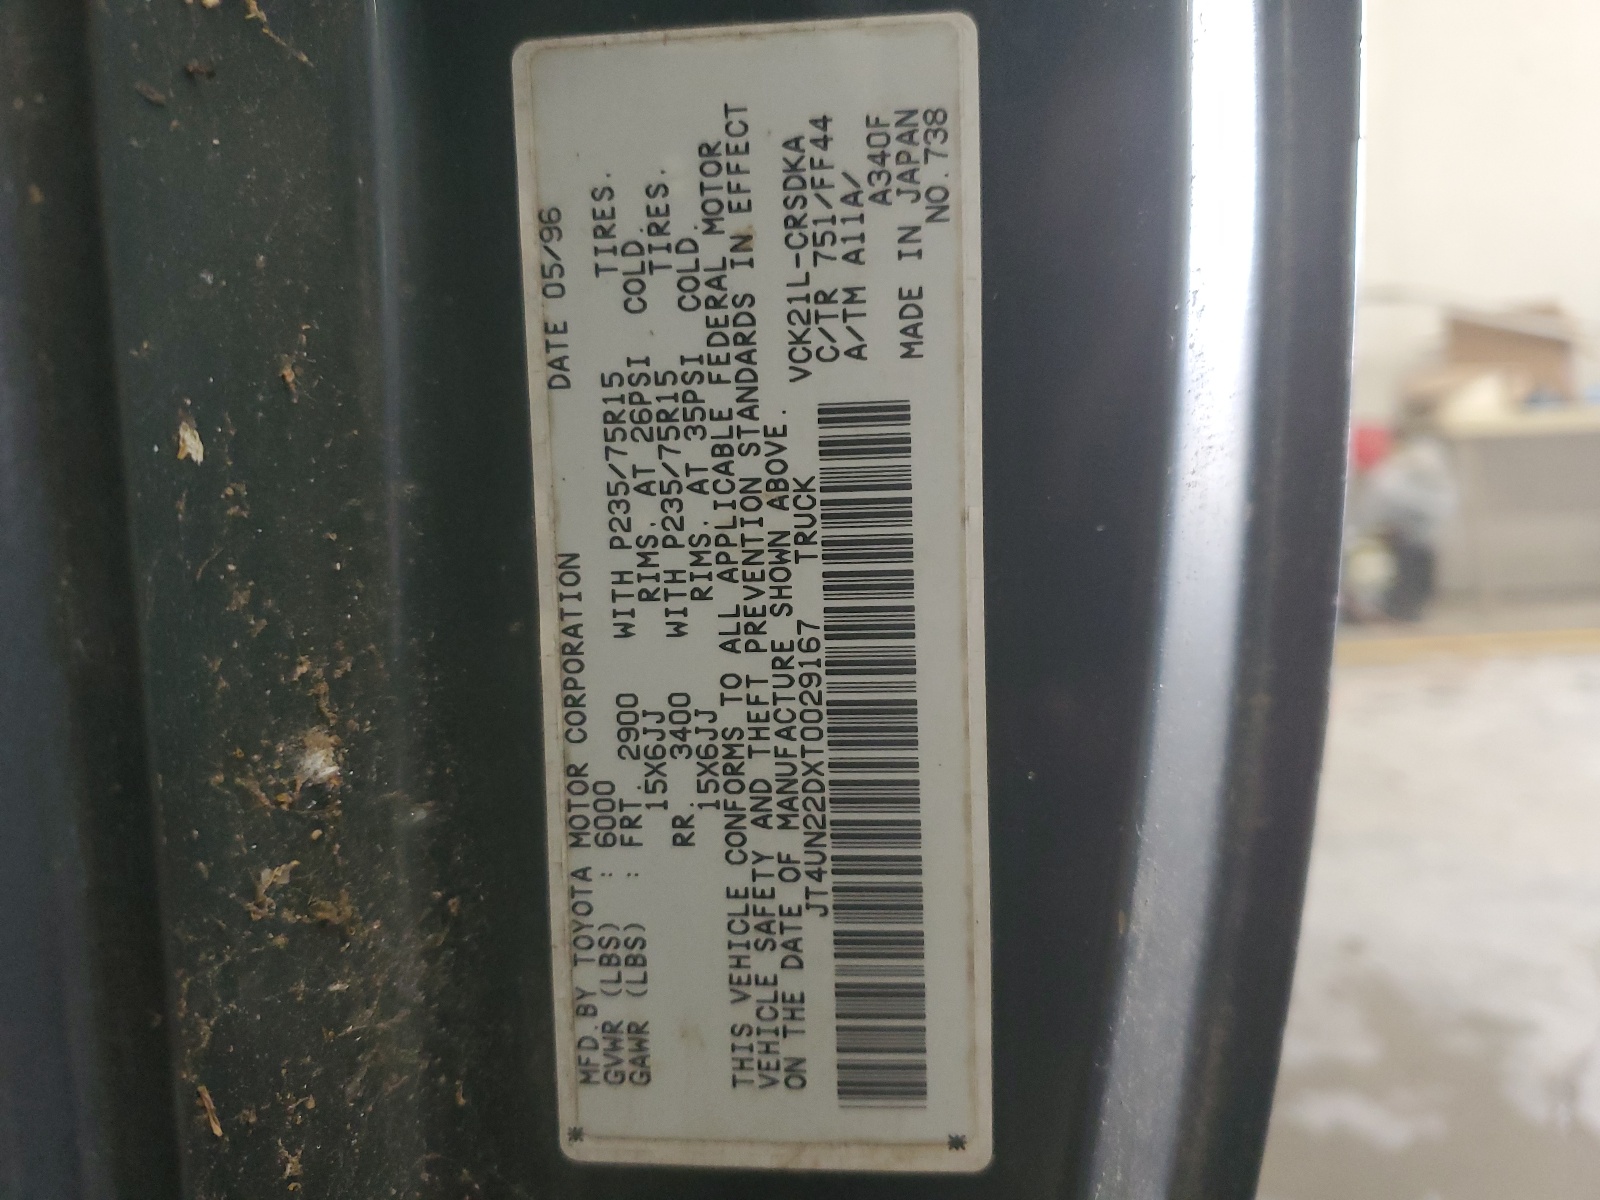 MFD.BY TOYOTA MOTOR CORPORATION DATE 05/96
GVWR (LBS) : 6000
GAWR (LBS) : FRT. 2900 WITH P235/75R15 TIRES.
15X6JJ RIMS. AT 26PSI COLD.
RR. 3400 WITH P235/75R15 TIRES.
15X6JJ RIMS. AT 35PSI COLD.
THIS VEHICLE CONFORMS TO ALL APPLICABLE FEDERAL MOTOR
VEHICLE SAFETY AND THEFT PREVENTION STANDARDS IN EFFECT
ON THE DATE OF MANUFACTURE SHOWN ABOVE.
JT4UN22DXT0029167 TRUCK
VCK21L-CRSDKA
C/TR 751/FF44
A/TM A11A/
A340F
MADE IN JAPAN
NO.738